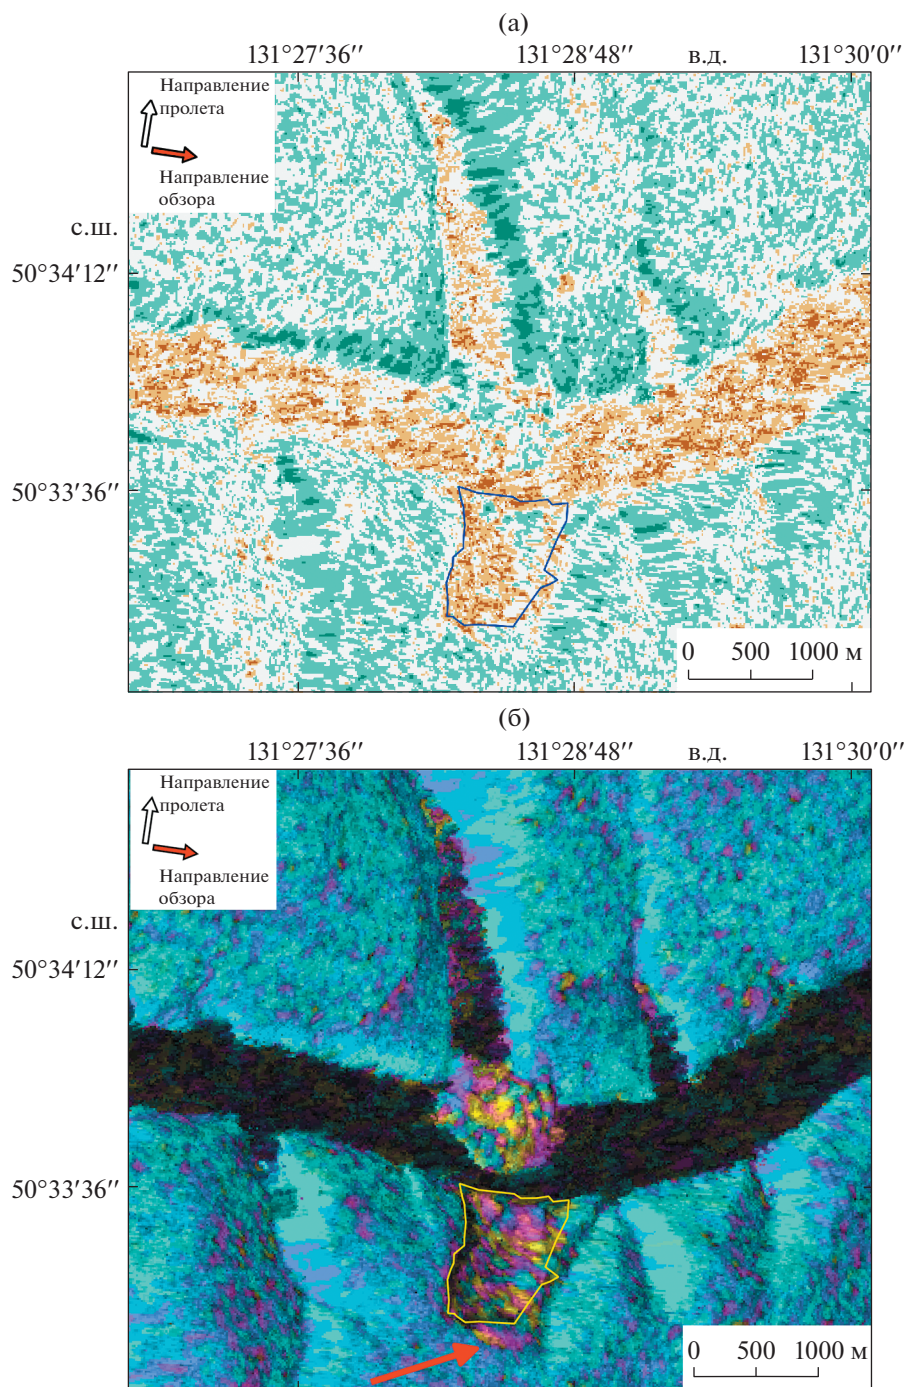 (а)
131°27′36′′ 131°28′48′′ в.д. 131°30′0′′
Направление
пролета
Направление
обзора
с.ш.
50°34′12′′
50°33′36′′
0 500 1000 м
(б)
131°27′36′′ 131°28′48′′ в.д. 131°30′0′′
Направление
пролета
Направление
обзора
с.ш.
50°34′12′′
50°33′36′′
0 500 1000 м